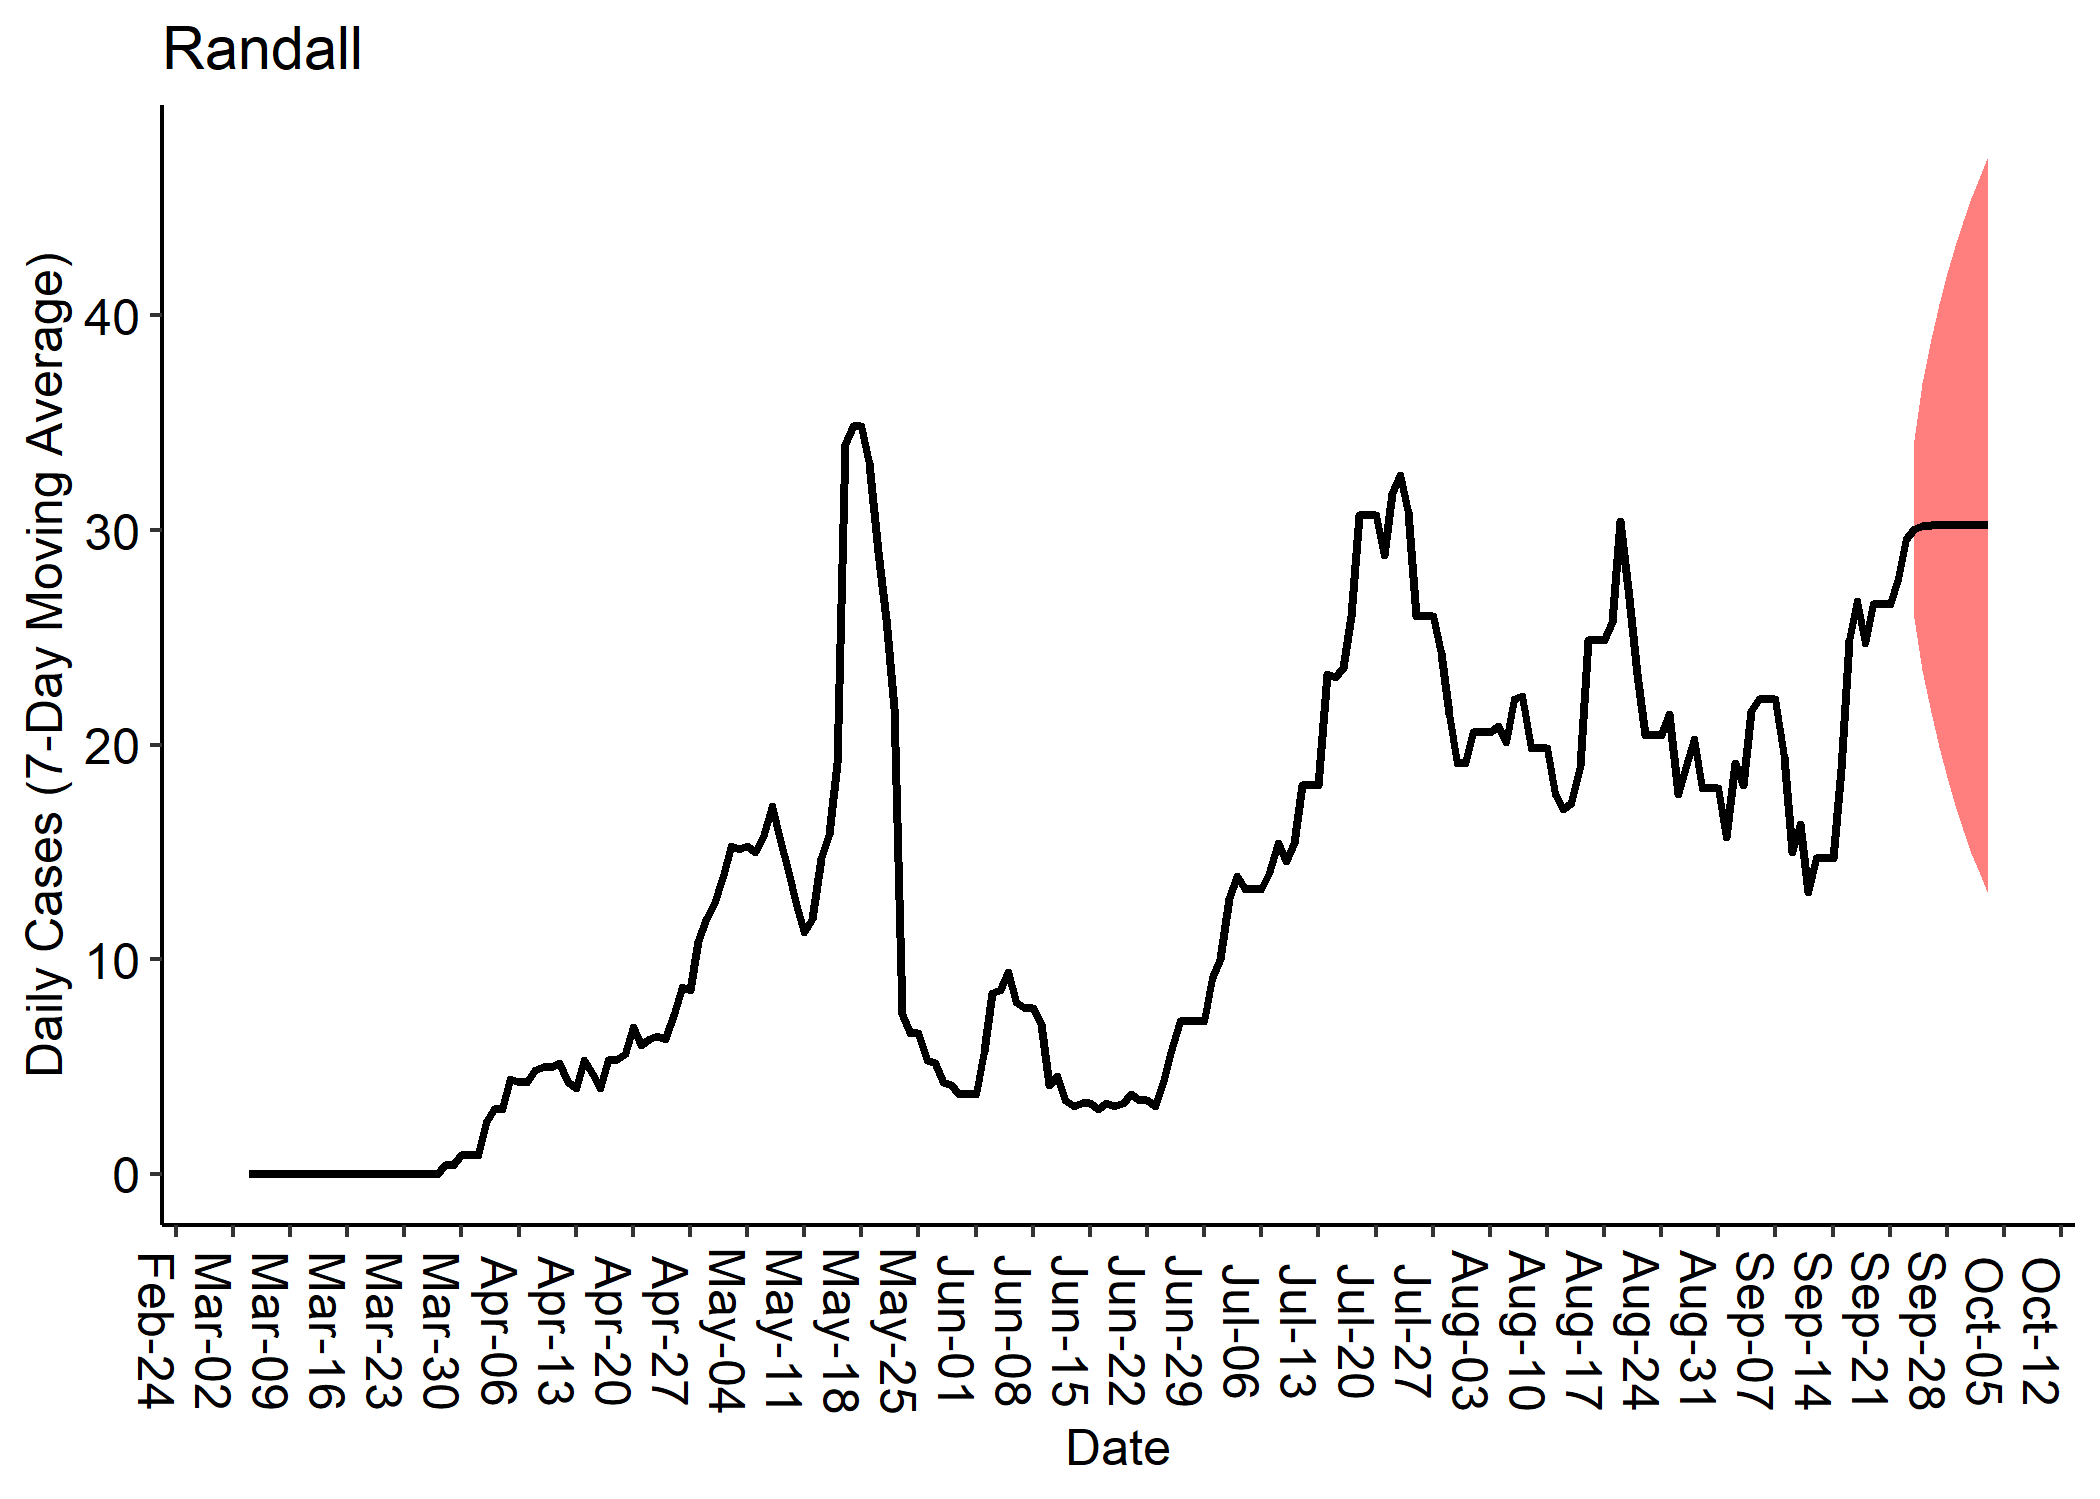 Randall
Daily Cases (7-Day Moving Average)
40
30
20
10
0
Feb-24
Mar-02
Mar-09
Mar-16
Mar-23
Mar-30
Apr-06
Apr-13
Apr-20
Apr-27
May-04
May-11
May-18
May-25
Jun-01
Jun-08
Jun-15
Jun-22
Jun-29
Jul-06
Jul-13
Jul-20
Jul-27
Aug-03
Aug-10
Aug-17
Aug-24
Aug-31
Sep-07
Sep-14
Sep-21
Sep-28
Oct-05
Oct-12
Date